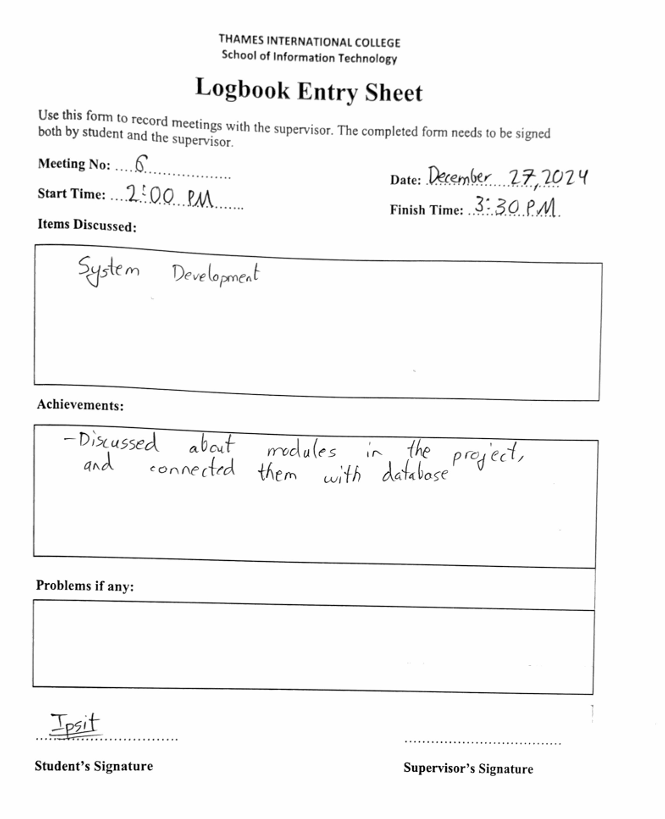 THAMES INTERNATIONAL COLLEGE
School of Information Technology
Logbook Entry Sheet
Use this form to record meetings with the supervisor. The completed form needs to be signed
both by student and the supervisor.
Meeting No: ....6......................
Date: December 27, 2024
Start Time: ....2:00 PM........
Finish Time: 3:30 P.M.
Items Discussed:
System Development
Achievements:
- Discussed about modules in the project,
and connected them with database
Problems if any:
Ipsit
Student's Signature
Supervisor's Signature